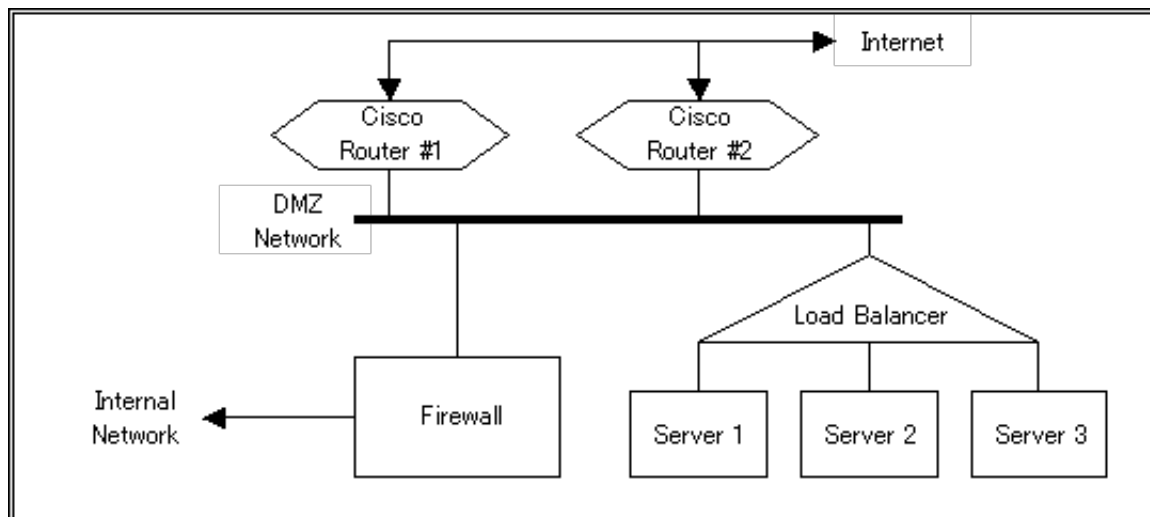 Internet
Cisco
Router #1
Cisco
Router #2
DMZ
Network
Load Balancer
Internal
Network
Firewall
Server 1
Server 2
Server 3